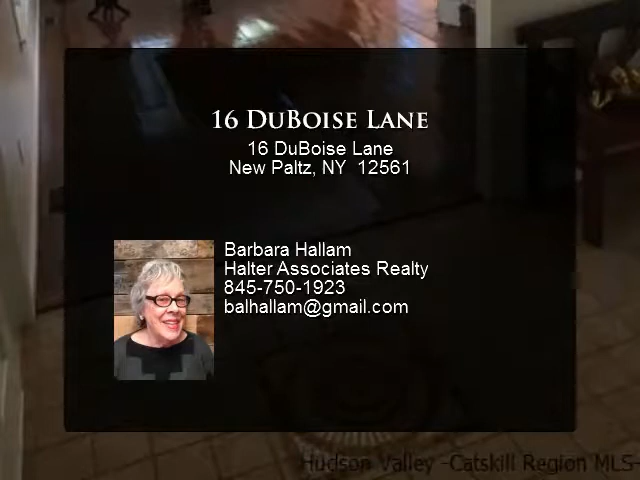 16 DuBoise Lane
16 DuBoise Lane
New Paltz, NY 12561
Barbara Hallam
Halter Associates Realty
845-750-1923
balhallam@gmail.com
Hudson Valley -Catskill Region MLS-